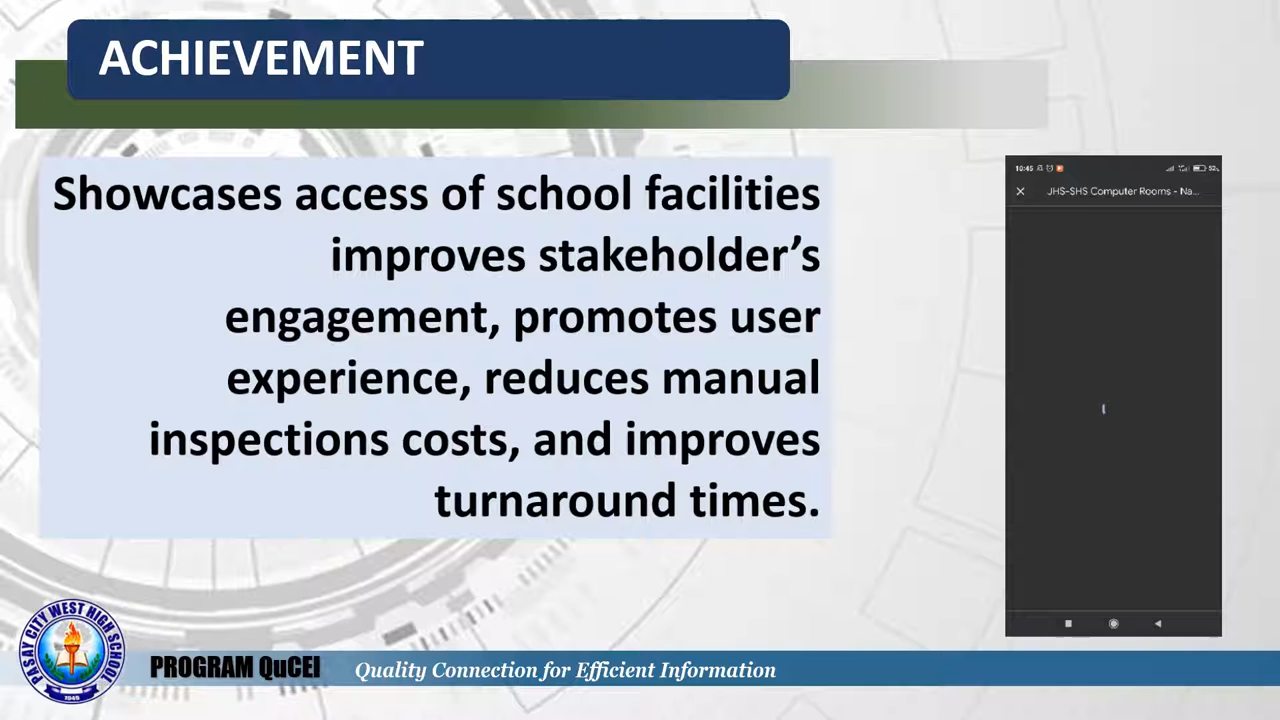 ACHIEVEMENT
Showcases access of school facilities
improves stakeholder’s
engagement, promotes user
experience, reduces manual
inspections costs, and improves
turnaround times.
10:45
52%
JHS-SHS Computer Rooms - Na...
PASAY CITY WEST HIGH SCHOOL
1949
PROGRAM QuCEI
Quality Connection for Efficient Information